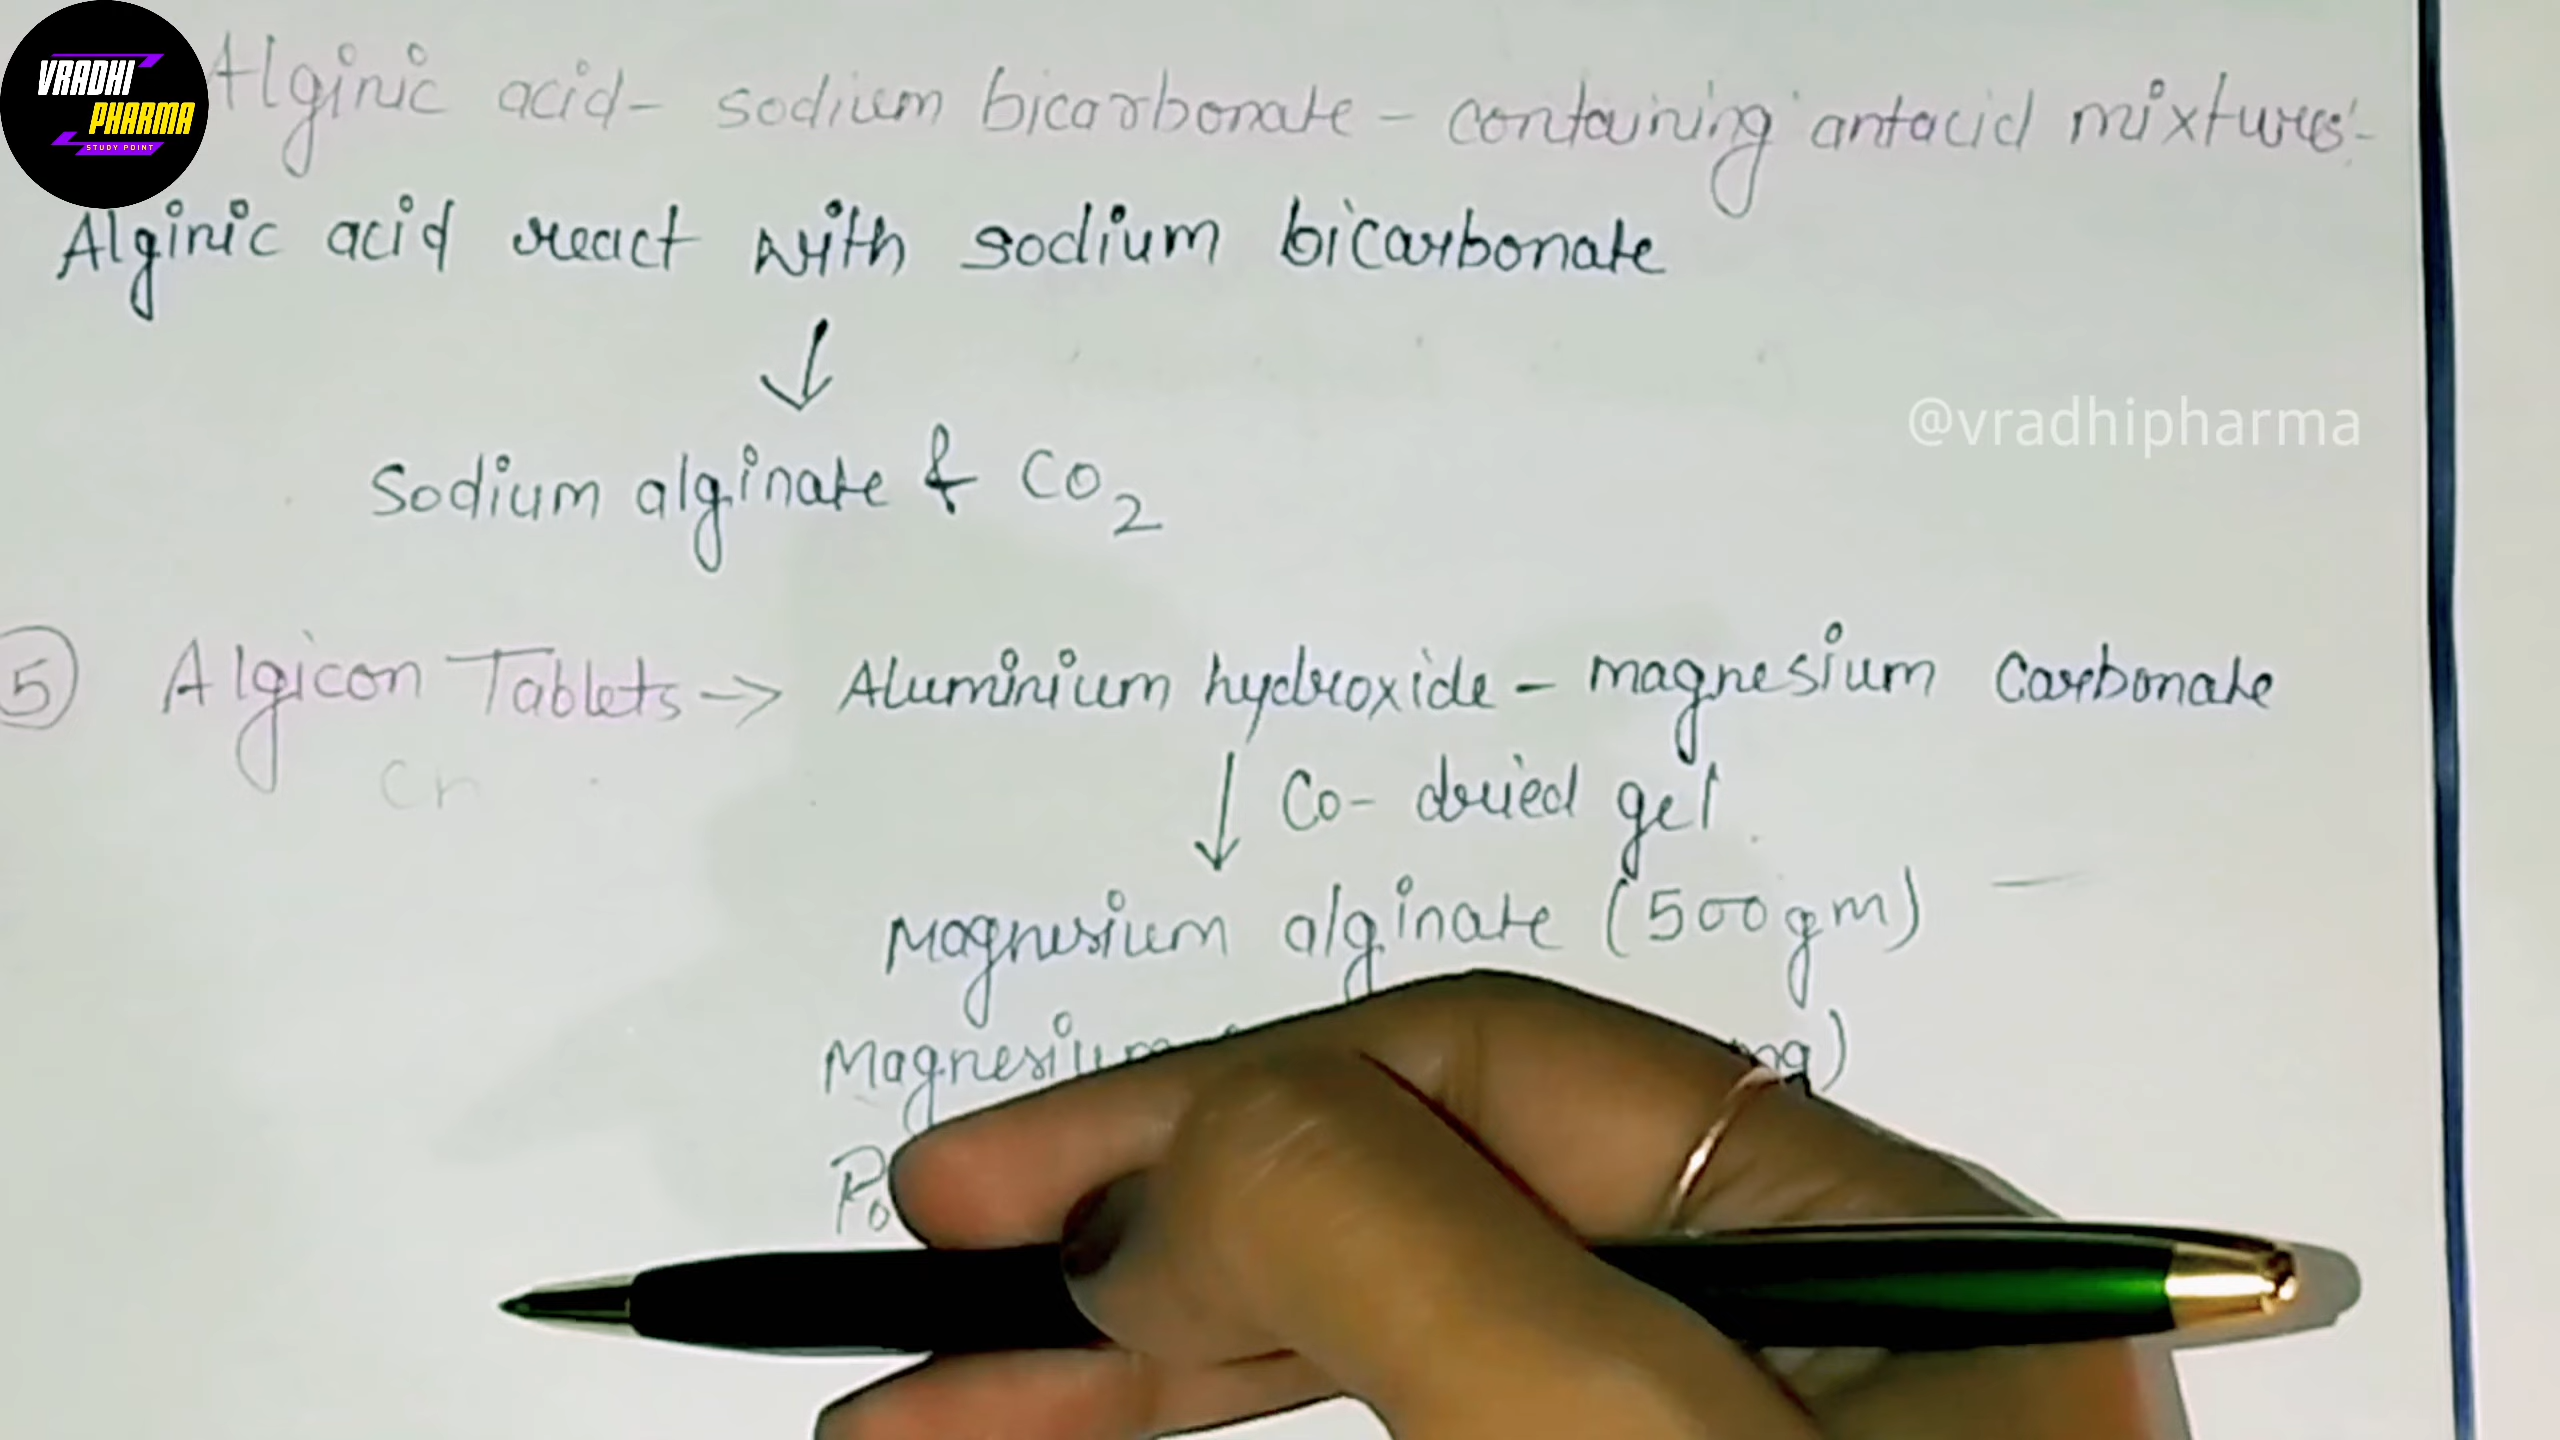 VRADHI
PHARMA
STUDY POINT
Alginic acid - sodium bicarbonate - containing antacid mixtures:-
Alginic acid react with sodium bicarbonate
↓
Sodium alginate & CO2
@vradhipharma
5 Algicon Tablets -> Aluminium hydroxide - magnesium Carbonate
↓ Co-dried gel
Magnesium alginate (500gm)
Magnesium mg)